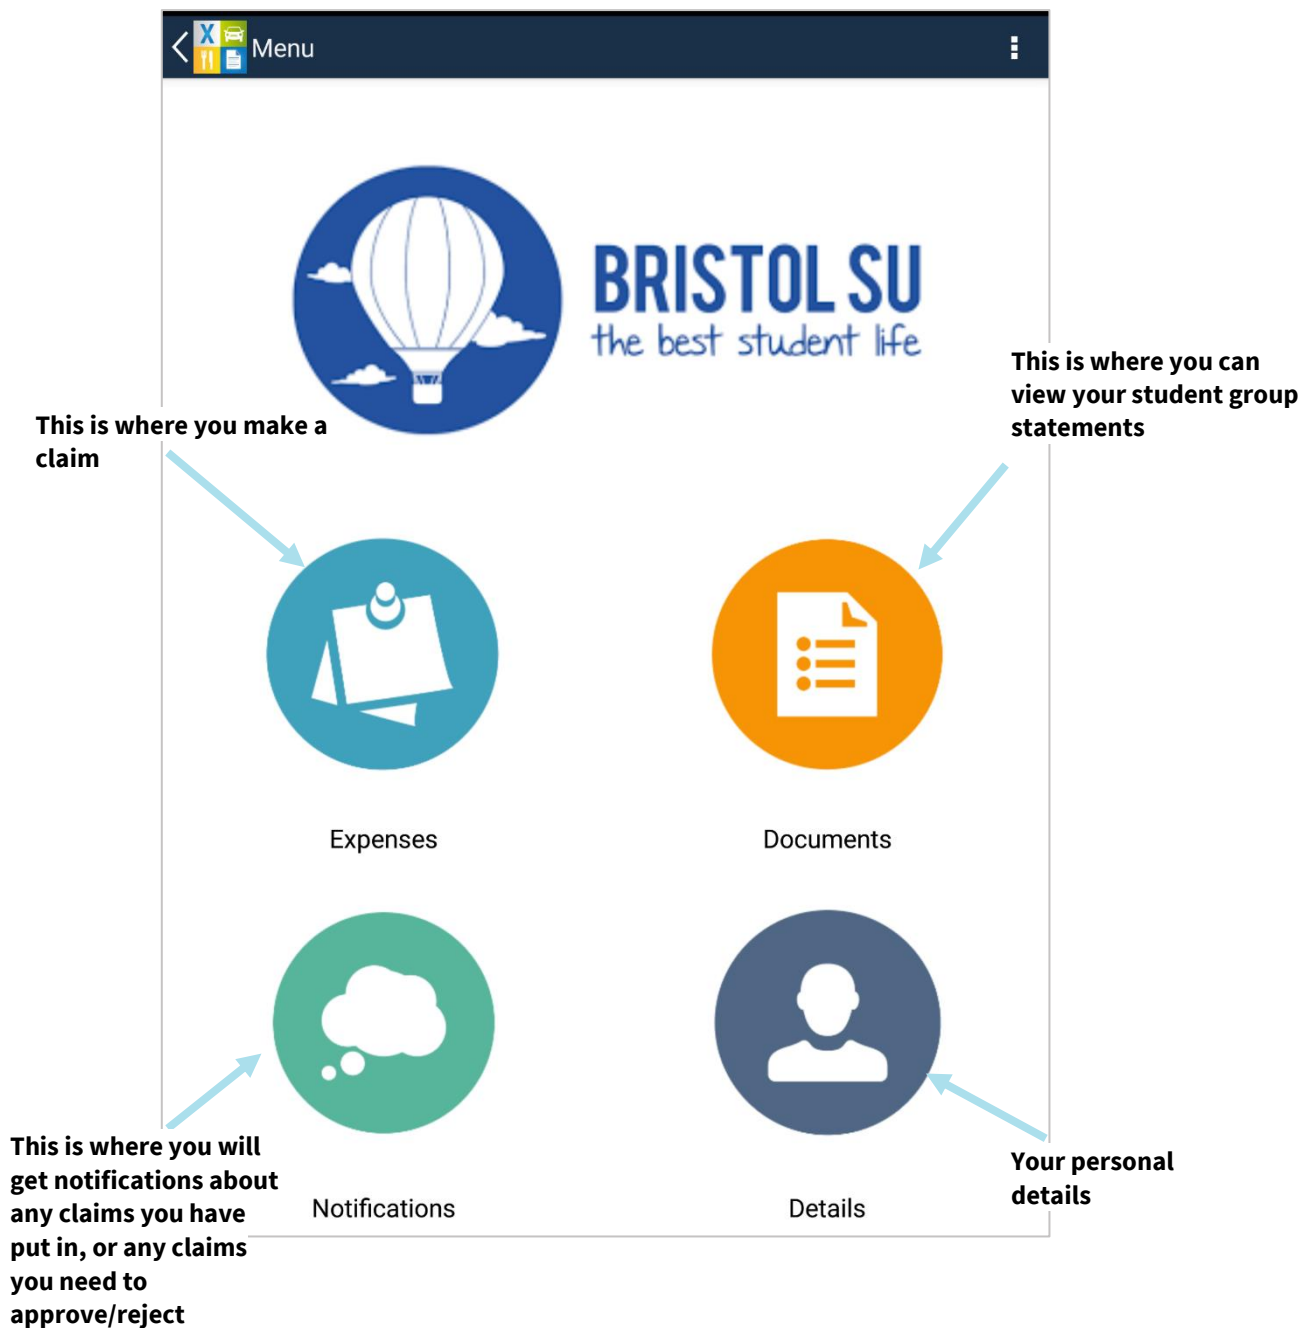 Menu
BRISTOL SU
the best student life
This is where you can
view your student group
statements
This is where you make a
claim
Expenses
Documents
This is where you will
get notifications about
any claims you have
put in, or any claims
you need to
approve/reject
Notifications
Your personal
details
Details